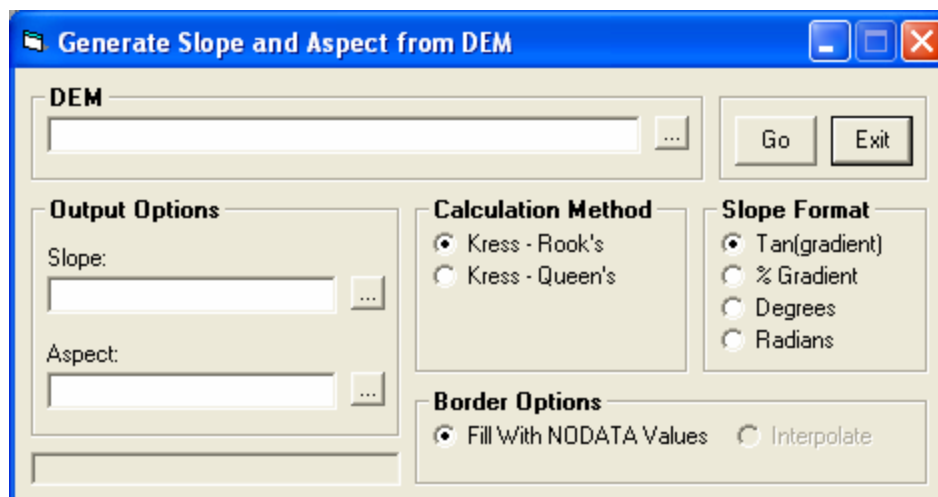 Generate Slope and Aspect from DEM
DEM
...
Go
Exit
Output Options
Slope:
...
Aspect:
...
Calculation Method
Kress - Rook's
Kress - Queen's
Slope Format
Tan(gradient)
% Gradient
Degrees
Radians
Border Options
Fill With NODATA Values
Interpolate